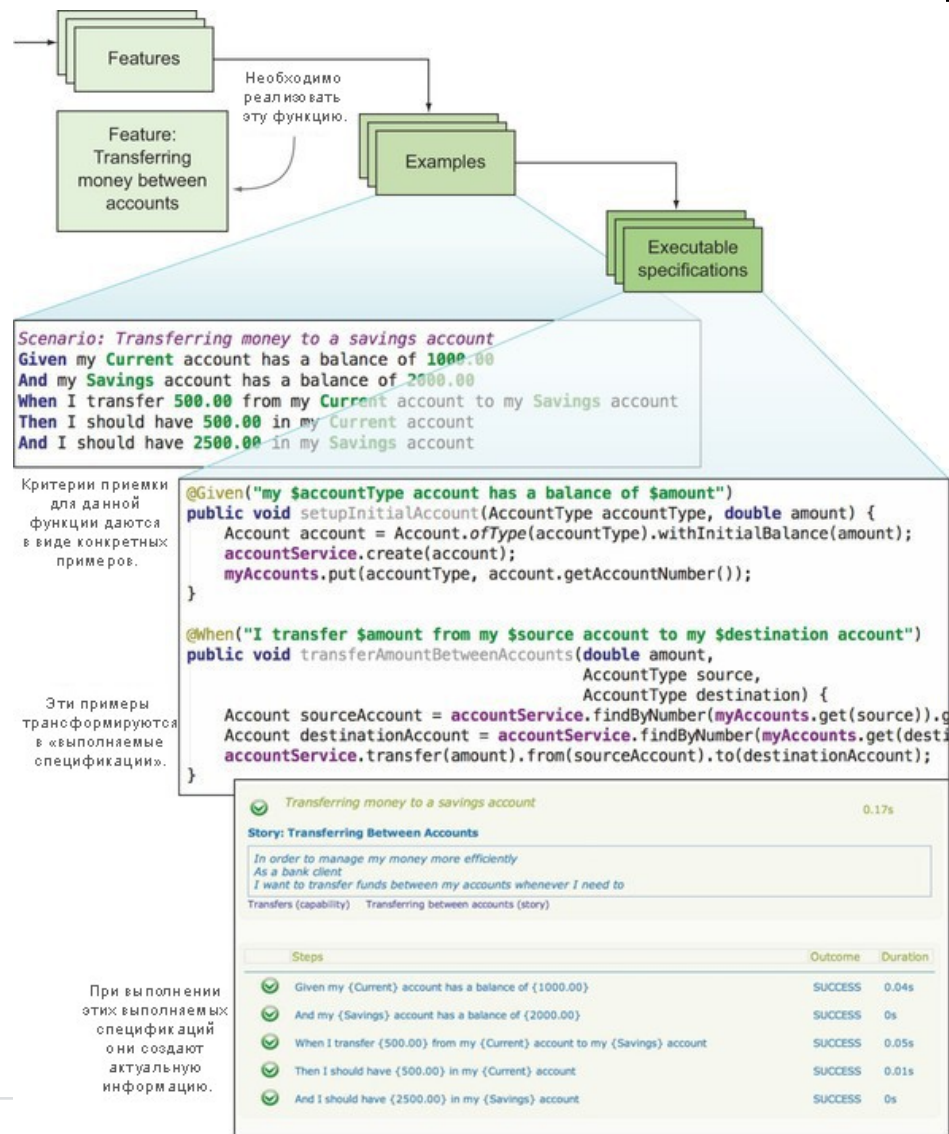 Features
Необходимо
реализовать
эту функцию.
Feature:
Transferring
money between
accounts
Examples
Executable
specifications
Scenario: Transferring money to a savings account
Given my Current account has a balance of 1000.00
And my Savings account has a balance of 2000.00
When I transfer 500.00 from my Current account to my Savings account
Then I should have 500.00 in my Current account
And I should have 2500.00 in my Savings account
Критерии приемки
для данной
функции даются
в виде конкретных
примеров.
@Given("my $accountType account has a balance of $amount")
public void setupInitialAccount(AccountType accountType, double amount) {
Account account = Account.ofType(accountType).withInitialBalance(amount);
accountService.create(account);
myAccounts.put(accountType, account.getAccountNumber());
}
@When("I transfer $amount from my $source account to my $destination account")
public void transferAmountBetweenAccounts(double amount,
AccountType source,
AccountType destination) {
Account sourceAccount = accountService.findByNumber(myAccounts.get(source)).g
Account destinationAccount = accountService.findByNumber(myAccounts.get(desti
accountService.transfer(amount).from(sourceAccount).to(destinationAccount);
}
Эти примеры
трансформируются
в «выполняемые
спецификации».
Transferring money to a savings account 0.17s
Story: Transferring Between Accounts
In order to manage my money more efficiently
As a bank client
I want to transfer funds between my accounts whenever I need to
Transfers (capability) Transferring between accounts (story)
Steps Outcome Duration
Given my {Current} account has a balance of {1000.00} SUCCESS 0.04s
And my {Savings} account has a balance of {2000.00} SUCCESS 0s
When I transfer {500.00} from my {Current} account to my {Savings} account SUCCESS 0.05s
Then I should have {500.00} in my {Current} account SUCCESS 0.01s
And I should have {2500.00} in my {Savings} account SUCCESS 0s
При выполнении
этих выполняемых
спецификаций
они создают
актуальную
информацию.